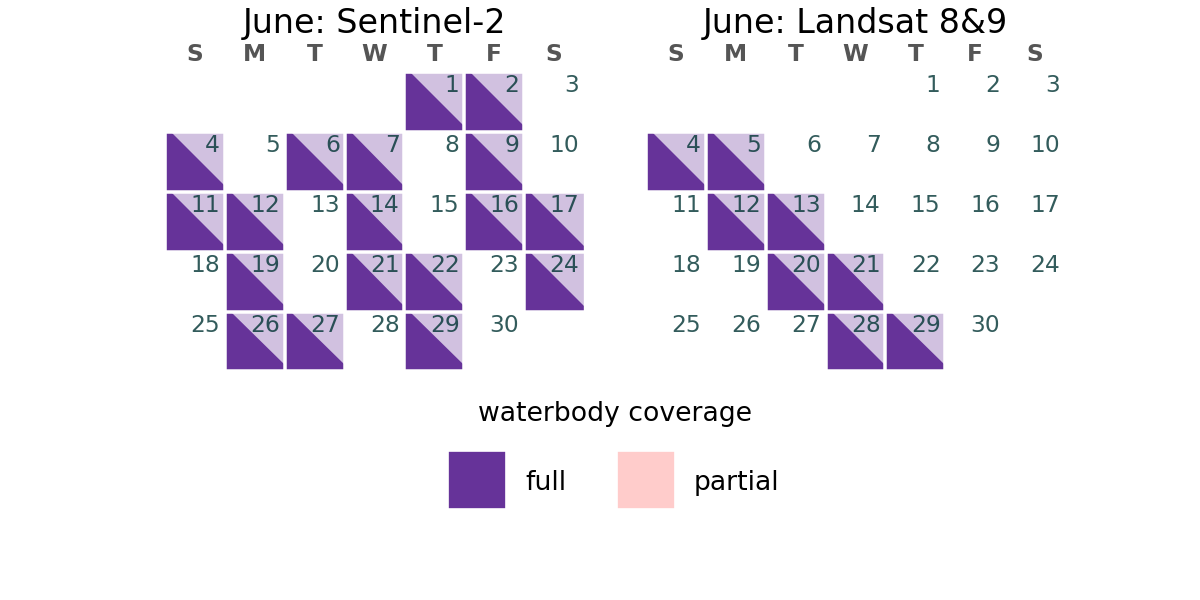 June: Sentinel-2
S M T W T F S
1 2 3
4 5 6 7 8 9 10
11 12 13 14 15 16 17
18 19 20 21 22 23 24
25 26 27 28 29 30
June: Landsat 8&9
S M T W T F S
1 2 3
4 5 6 7 8 9 10
11 12 13 14 15 16 17
18 19 20 21 22 23 24
25 26 27 28 29 30
waterbody coverage
full partial